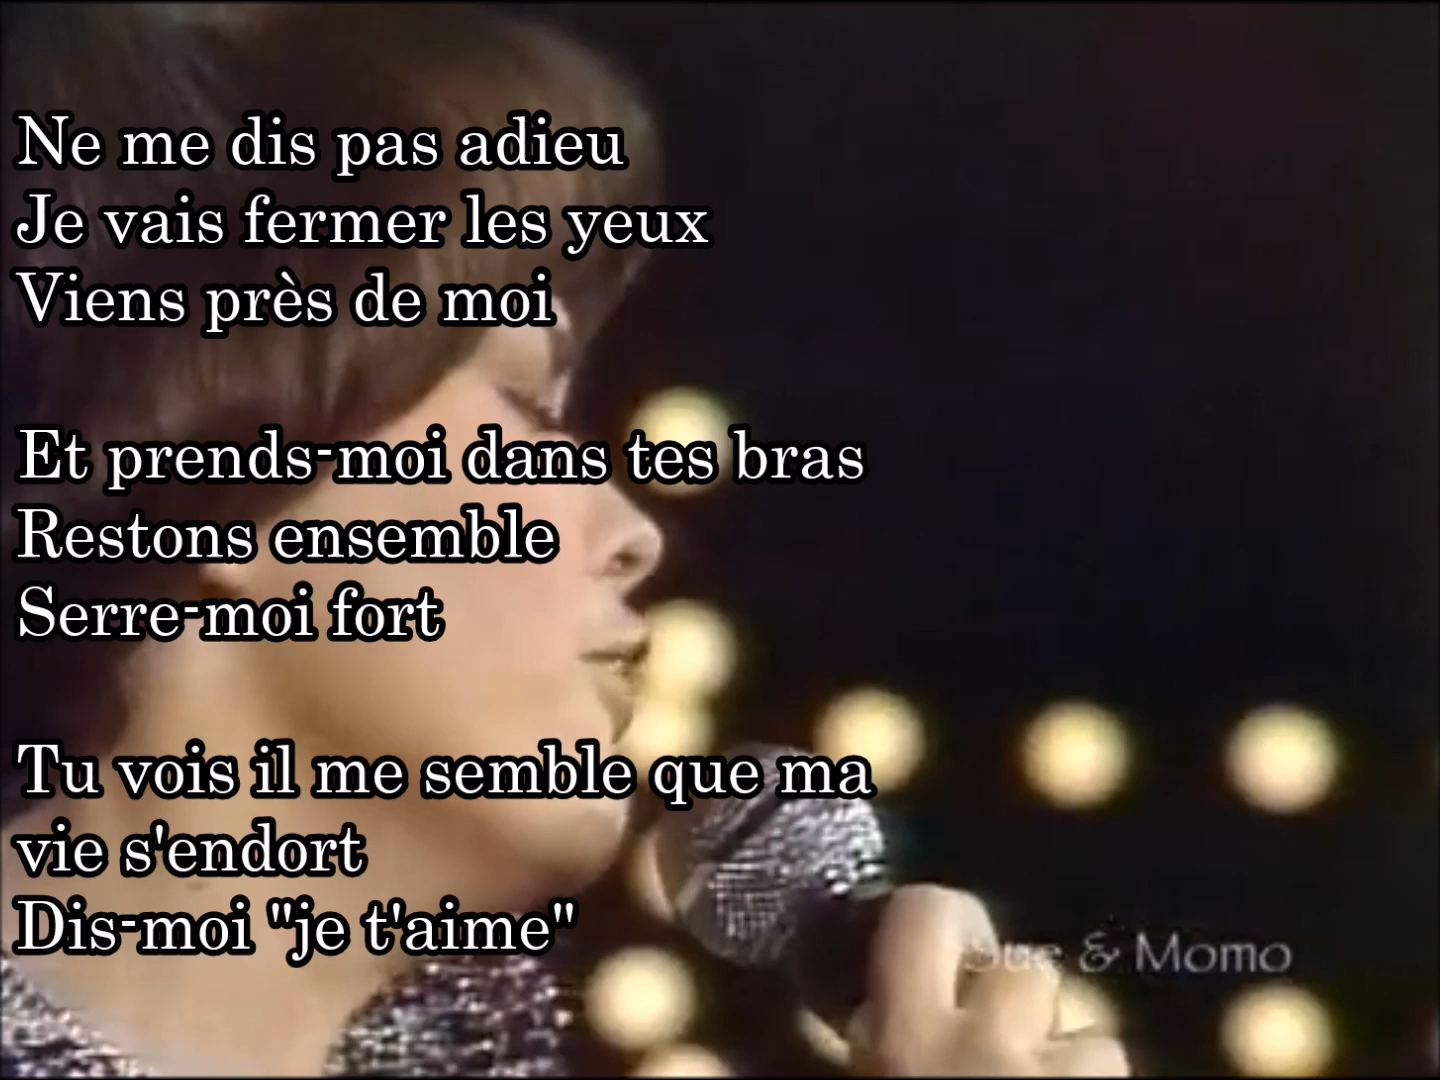 Ne me dis pas adieu
Je vais fermer les yeux
Viens près de moi
Et prends-moi dans tes bras
Restons ensemble
Serre-moi fort
Tu vois il me semble que ma
vie s'endort
Dis-moi "je t'aime"
Sue & Momo